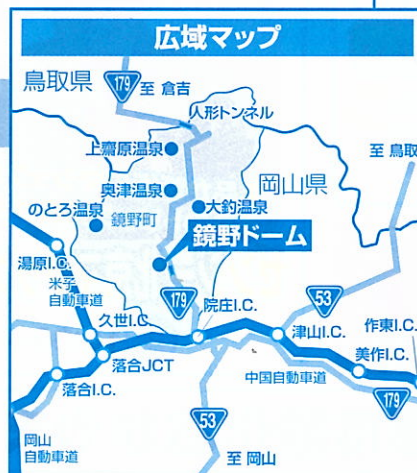 広域マップ
鳥取県
179
至 倉吉
人形トンネル
上齋原温泉
至 鳥取
奥津温泉
岡山県
のとろ温泉
大釣温泉
鏡野町
鏡野ドーム
湯原I.C.
米子
自動車道
久世I.C.
179
院庄I.C.
53
津山I.C.
作東I.C.
落合JCT
美作I.C.
落合I.C.
中国自動車道
179
53
岡山
自動車道
至 岡山